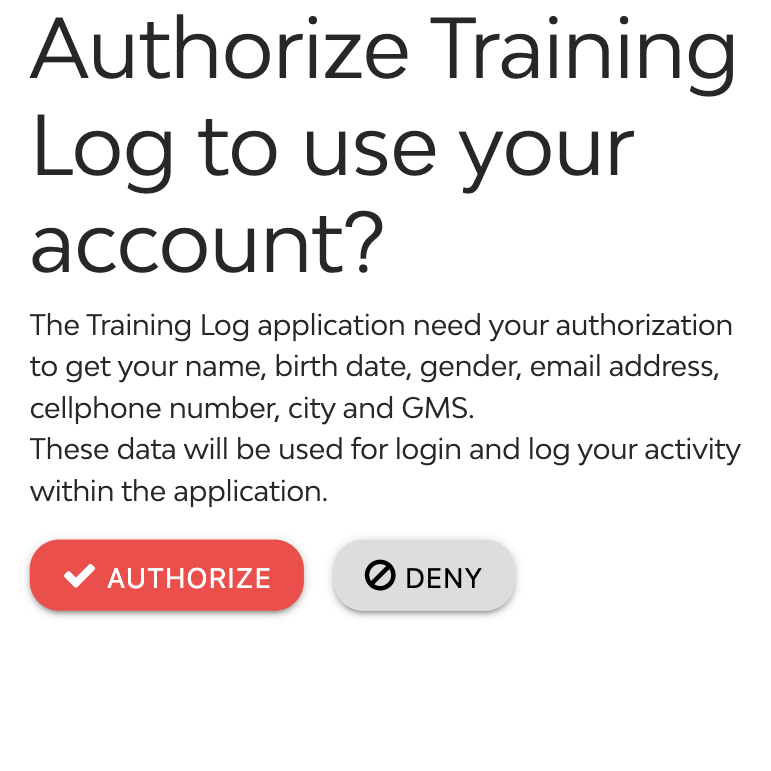 Authorize Training
Log to use your
account?
The Training Log application need your authorization
to get your name, birth date, gender, email address,
cellphone number, city and GMS.
These data will be used for login and log your activity
within the application.
AUTHORIZE
DENY